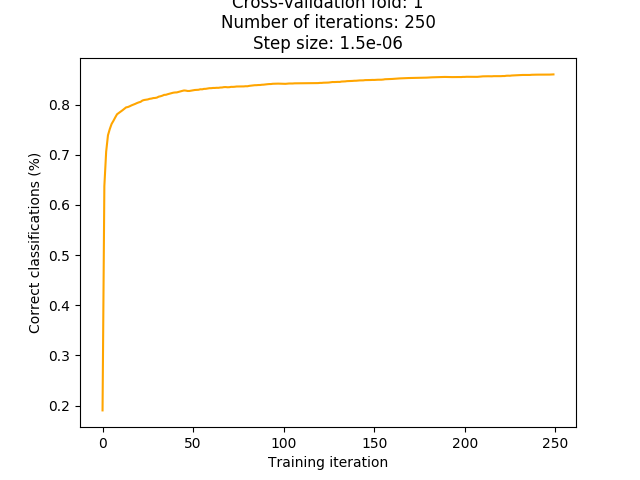 Cross-validation fold: 1
Number of iterations: 250
Step size: 1.5e-06
Correct classifications (%)
0.8
0.7
0.6
0.5
0.4
0.3
0.2
0 50 100 150 200 250
Training iteration